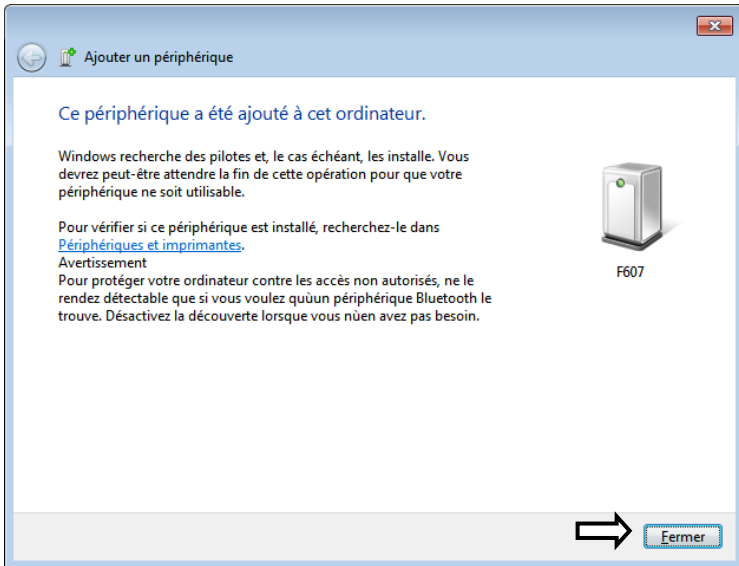 Ajouter un périphérique
Ce périphérique a été ajouté à cet ordinateur.
Windows recherche des pilotes et, le cas échéant, les installe. Vous
devrez peut-être attendre la fin de cette opération pour que votre
périphérique ne soit utilisable.
Pour vérifier si ce périphérique est installé, recherchez-le dans
Périphériques et imprimantes.
Avertissement
Pour protéger votre ordinateur contre les accès non autorisés, ne le
rendez détectable que si vous voulez quùun périphérique Bluetooth le
trouve. Désactivez la découverte lorsque vous nùen avez pas besoin.
F607
Fermer